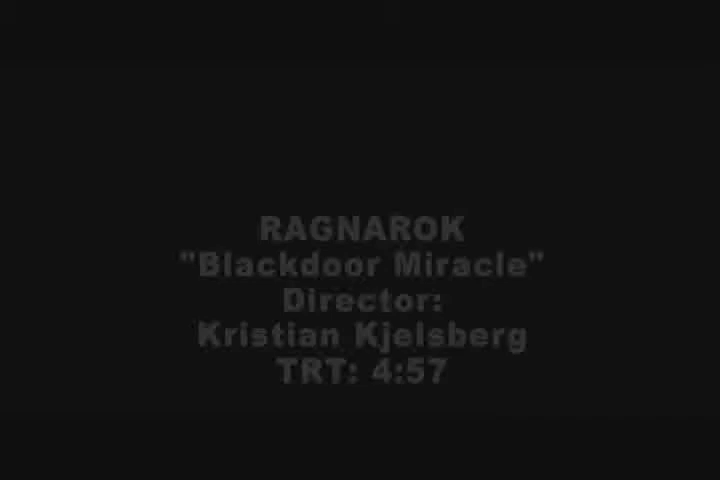 RAGNAROK
"Blackdoor Miracle"
Director:
Kristian Kjelsberg
TRT: 4:57